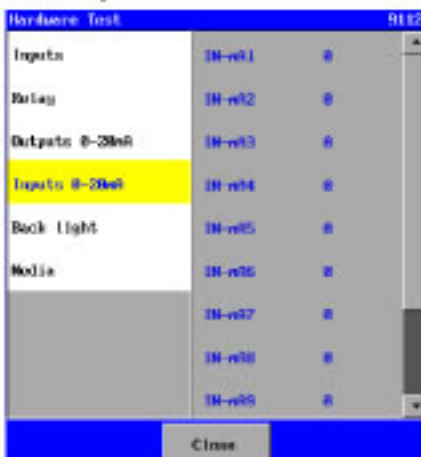 Hardware Test 9112
Inputs
Relay
Outputs 0-20mA
Inputs 0-20mA
Back light
Media
IN-mA1 0
IN-mA2 0
IN-mA3 0
IN-mA4 0
IN-mA5 0
IN-mA6 0
IN-mA7 0
IN-mA8 0
IN-mA9 0
Close